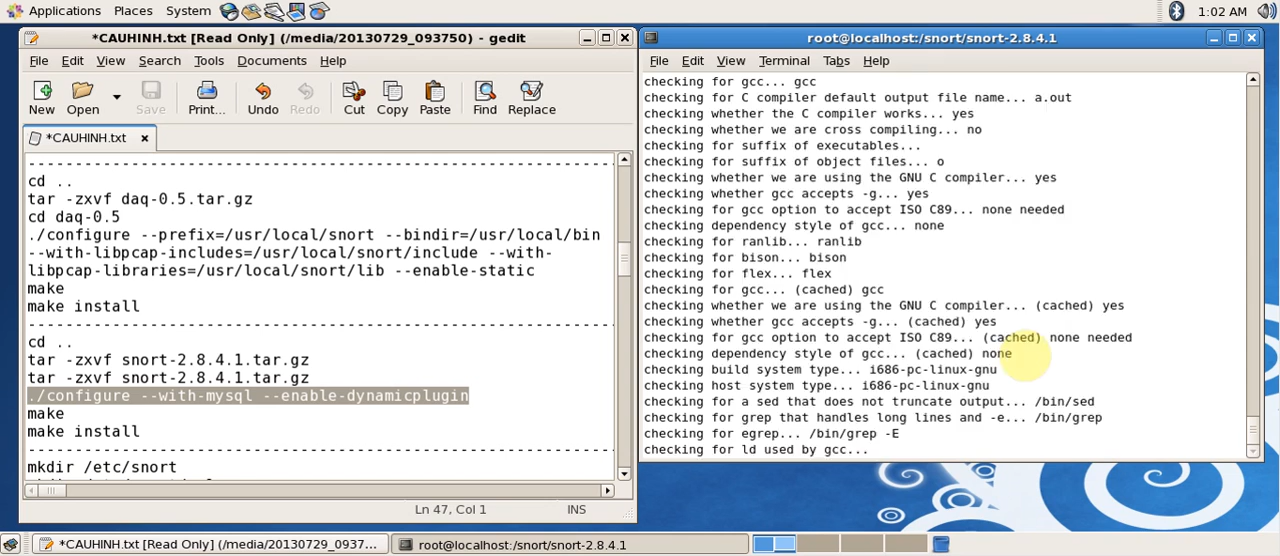 Applications Places System 1:02 AM
*CAUHINH.txt [Read Only] (/media/20130729_093750) - gedit
File Edit View Search Tools Documents Help
New Open Save Print... Undo Redo Cut Copy Paste Find Replace
*CAUHINH.txt
--------------------------------------------------
cd ..
tar -zxvf daq-0.5.tar.gz
cd daq-0.5
./configure --prefix=/usr/local/snort --bindir=/usr/local/bin
--with-libpcap-includes=/usr/local/snort/include --with-
libpcap-libraries=/usr/local/snort/lib --enable-static
make
make install
--------------------------------------------------
cd ..
tar -zxvf snort-2.8.4.1.tar.gz
tar -zxvf snort-2.8.4.1.tar.gz
./configure --with-mysql --enable-dynamicplugin
make
make install
--------------------------------------------------
mkdir /etc/snort
Ln 47, Col 1 INS
root@localhost:/snort/snort-2.8.4.1
File Edit View Terminal Tabs Help
checking for gcc... gcc
checking for C compiler default output file name... a.out
checking whether the C compiler works... yes
checking whether we are cross compiling... no
checking for suffix of executables...
checking for suffix of object files... o
checking whether we are using the GNU C compiler... yes
checking whether gcc accepts -g... yes
checking for gcc option to accept ISO C89... none needed
checking dependency style of gcc... none
checking for ranlib... ranlib
checking for bison... bison
checking for flex... flex
checking for gcc... (cached) gcc
checking whether we are using the GNU C compiler... (cached) yes
checking whether gcc accepts -g... (cached) yes
checking for gcc option to accept ISO C89... (cached) none needed
checking dependency style of gcc... (cached) none
checking build system type... i686-pc-linux-gnu
checking host system type... i686-pc-linux-gnu
checking for a sed that does not truncate output... /bin/sed
checking for grep that handles long lines and -e... /bin/grep
checking for egrep... /bin/grep -E
checking for ld used by gcc...
*CAUHINH.txt [Read Only] (/media/20130729_0937... root@localhost:/snort/snort-2.8.4.1